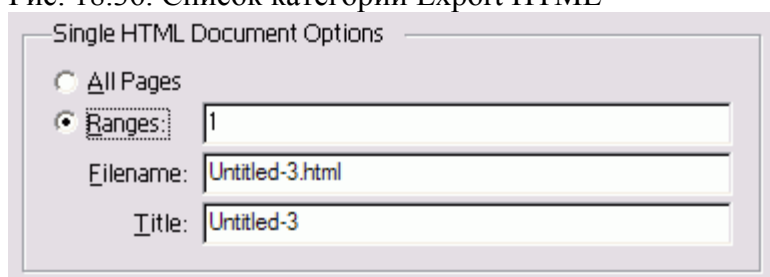 Рис. 18.36. Список категорий Export HTML
Single HTML Document Options
All Pages
Ranges: 1
Filename: Untitled-3.html
Title: Untitled-3